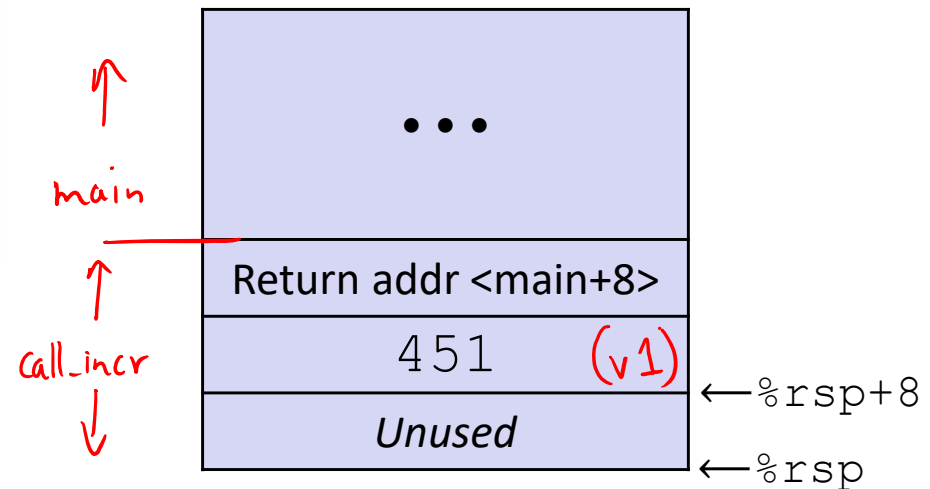 • • •
main
Return addr <main+8>
call_incr
451 (v1)
←%rsp+8
Unused
←%rsp